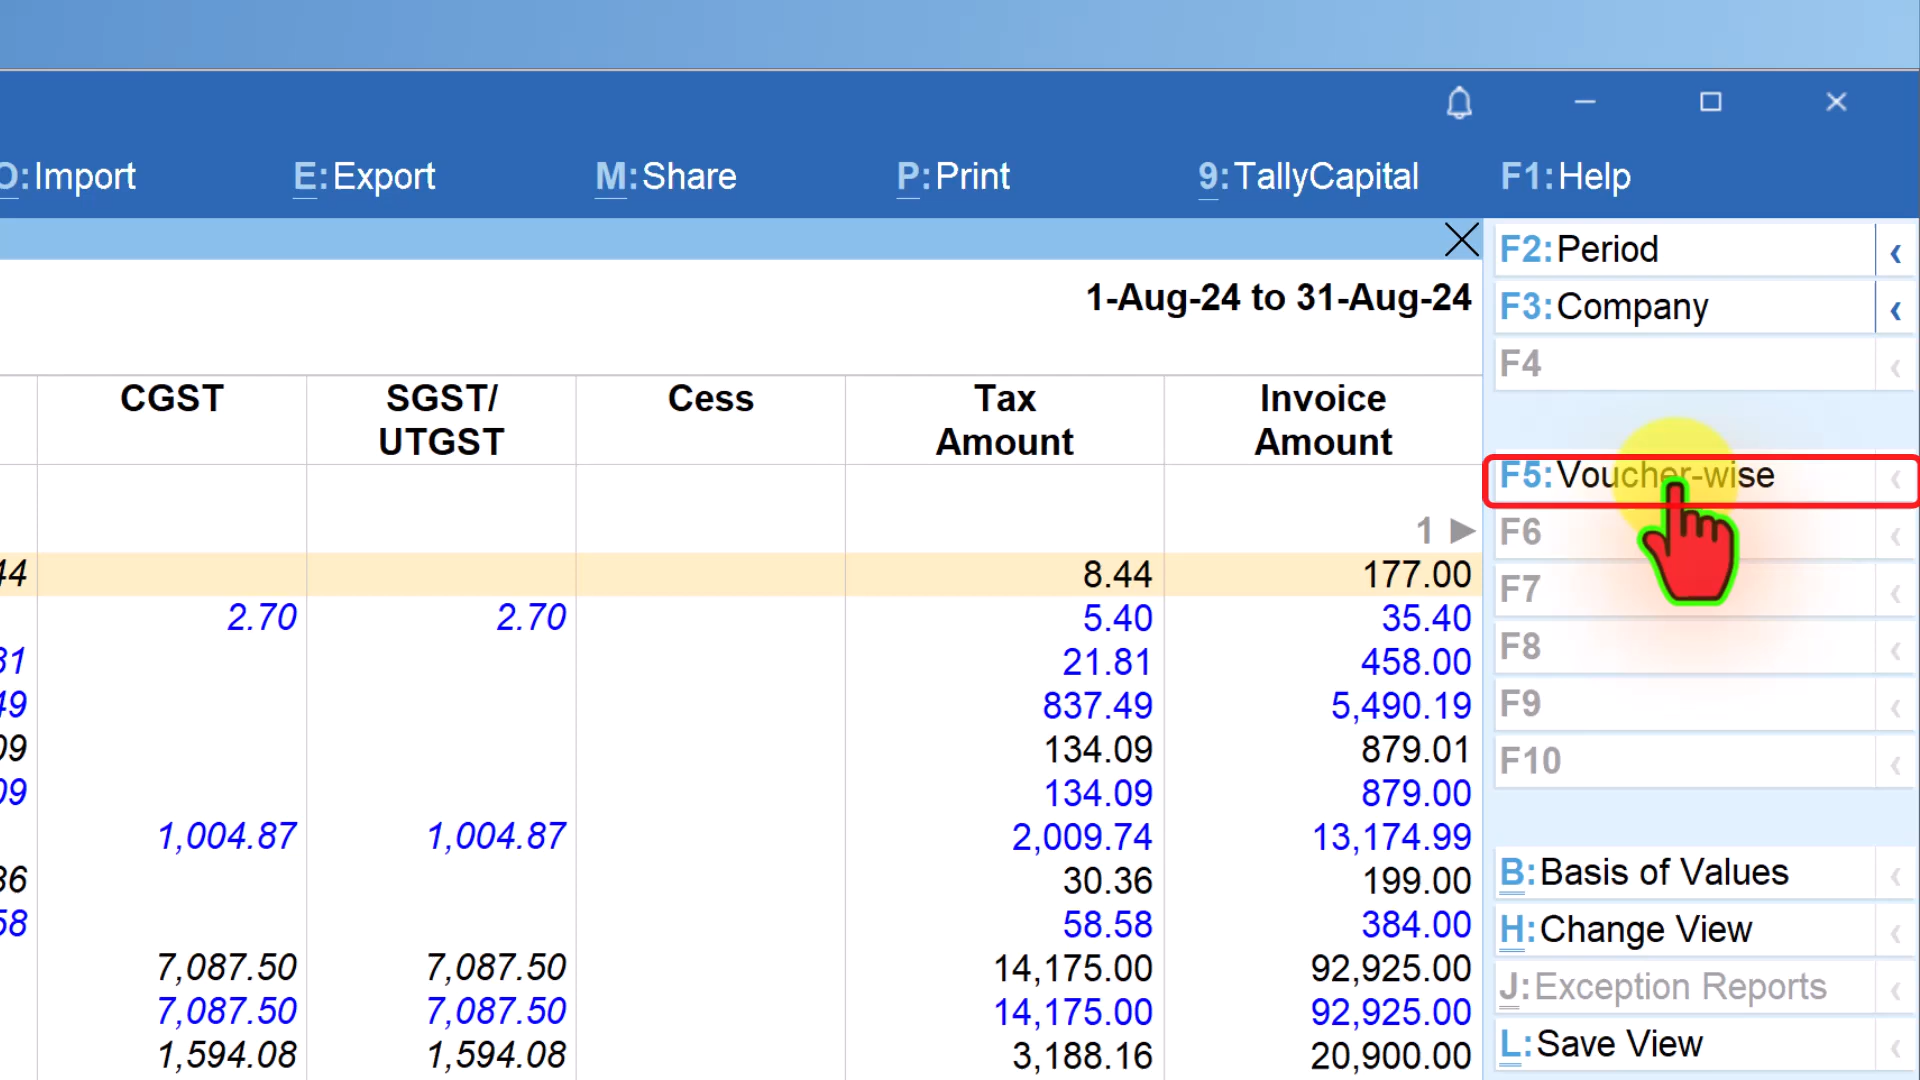 O:Import E:Export M:Share P:Print 9:TallyCapital F1:Help
F2:Period
1-Aug-24 to 31-Aug-24
F3:Company
F4
CGST SGST/ UTGST Cess Tax Amount Invoice Amount
F5:Voucher-wise
1
F6
44 8.44 177.00
F7
2.70 2.70 5.40 35.40
F8
81 21.81 458.00
F9
49 837.49 5,490.19
09 134.09 879.01
F10
09 134.09 879.00
1,004.87 1,004.87 2,009.74 13,174.99
36 30.36 199.00
B:Basis of Values
58 58.58 384.00
H:Change View
7,087.50 7,087.50 14,175.00 92,925.00
J:Exception Reports
7,087.50 7,087.50 14,175.00 92,925.00
L:Save View
1,594.08 1,594.08 3,188.16 20,900.00